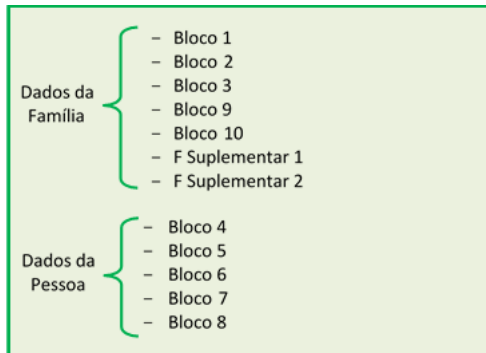 Dados da
Família
– Bloco 1
– Bloco 2
– Bloco 3
– Bloco 9
– Bloco 10
– F Suplementar 1
– F Suplementar 2
Dados da
Pessoa
– Bloco 4
– Bloco 5
– Bloco 6
– Bloco 7
– Bloco 8